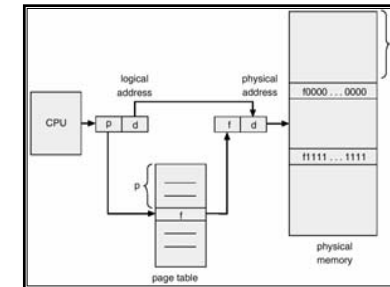 logical
address
physical
address
f0000 . . . 0000
CPU
p d
f d
f1111 . . . 1111
p
f
physical
memory
page table